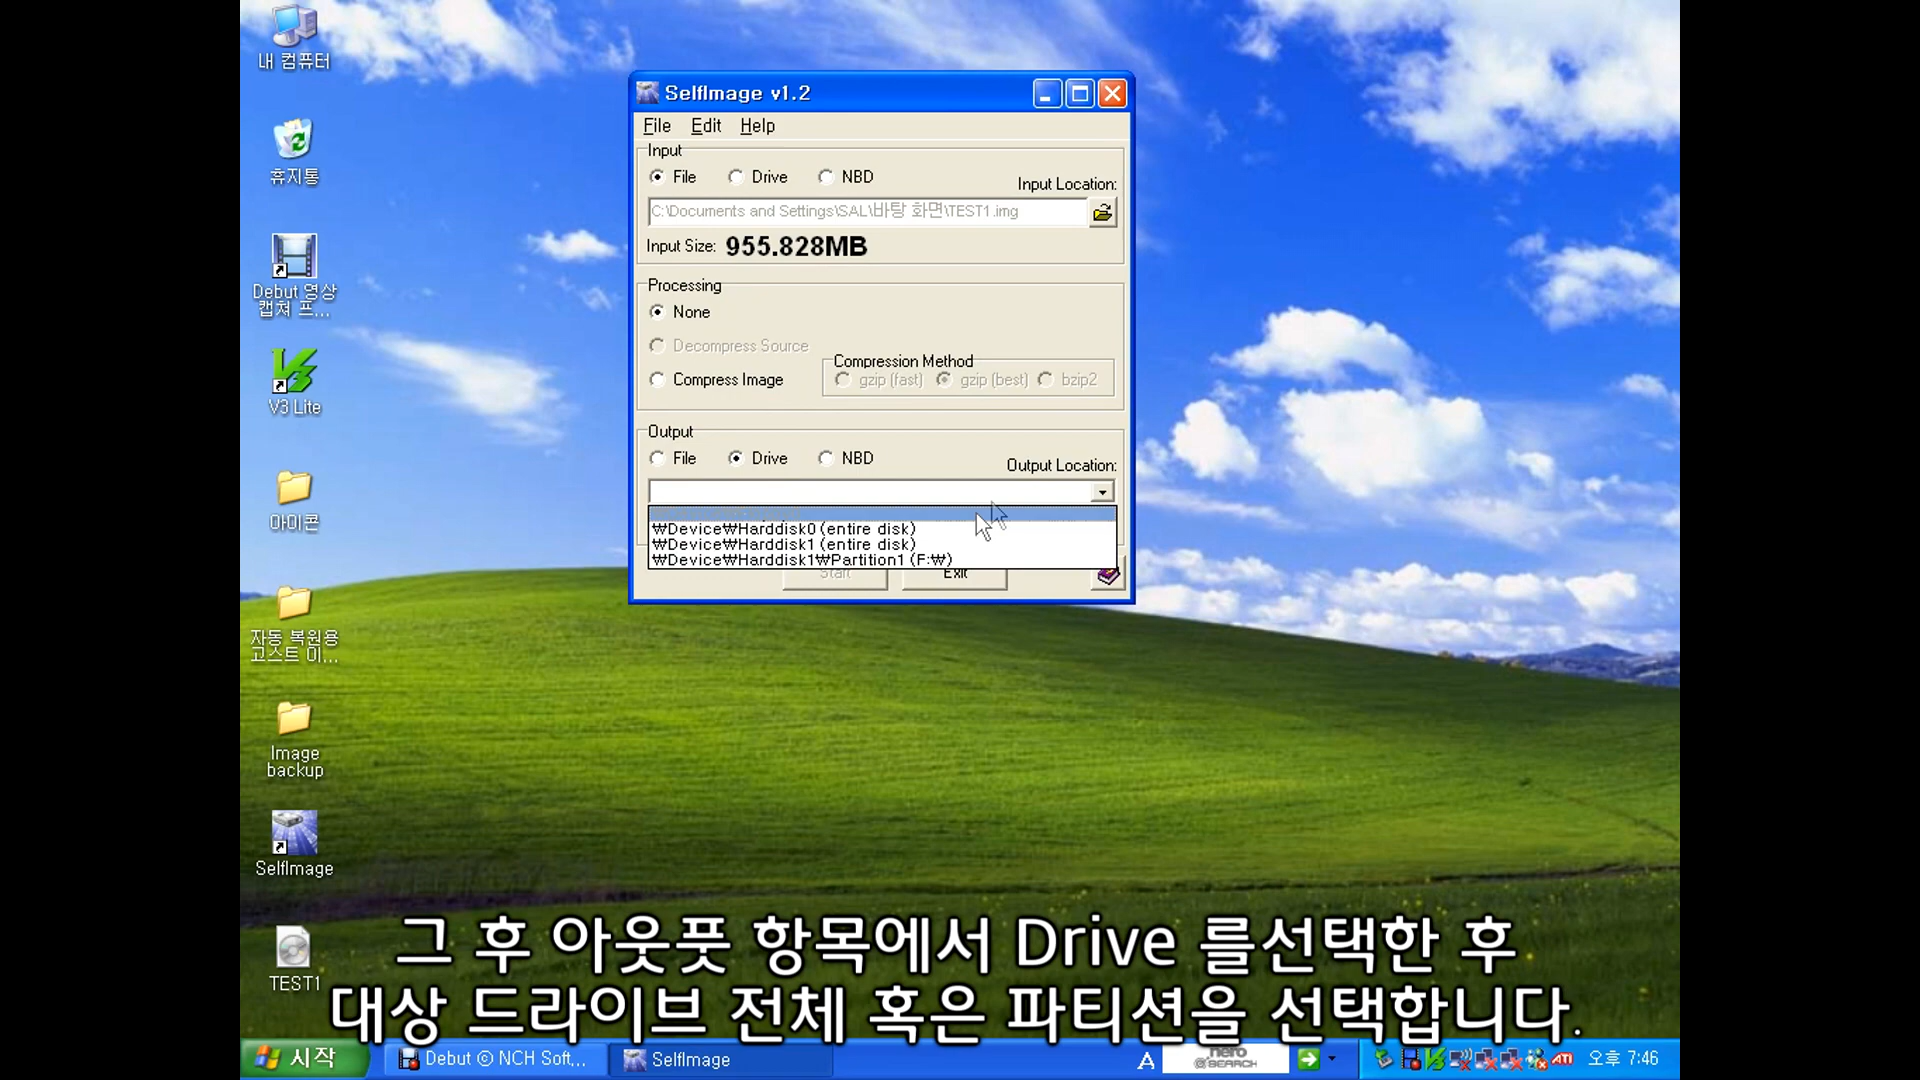 내 컴퓨터
휴지통
Debut 영상
캡쳐 프...
V3 Lite
아이콘
자동 복원용
고스트 이...
Image
backup
SelfImage
TEST1
SelfImage v1.2
File Edit Help
Input
File Drive NBD
Input Location:
C:\Documents and Settings\SAL\바탕 화면\TEST1.img
Input Size: 955.828MB
Processing
None
Decompress Source
Compress Image
Compression Method
gzip (fast) gzip (best) bzip2
Output
File Drive NBD
Output Location:
₩Device₩Harddisk0 (entire disk)
₩Device₩Harddisk1 (entire disk)
₩Device₩Harddisk1₩Partition1 (F:₩)
Start Exit
그 후 아웃풋 항목에서 Drive 를선택한 후
대상 드라이브 전체 혹은 파티션을 선택합니다.
시작
Debut ⓒ NCH Soft,...
SelfImage
A
nero
@SEARCH
ATI
오후 7:46